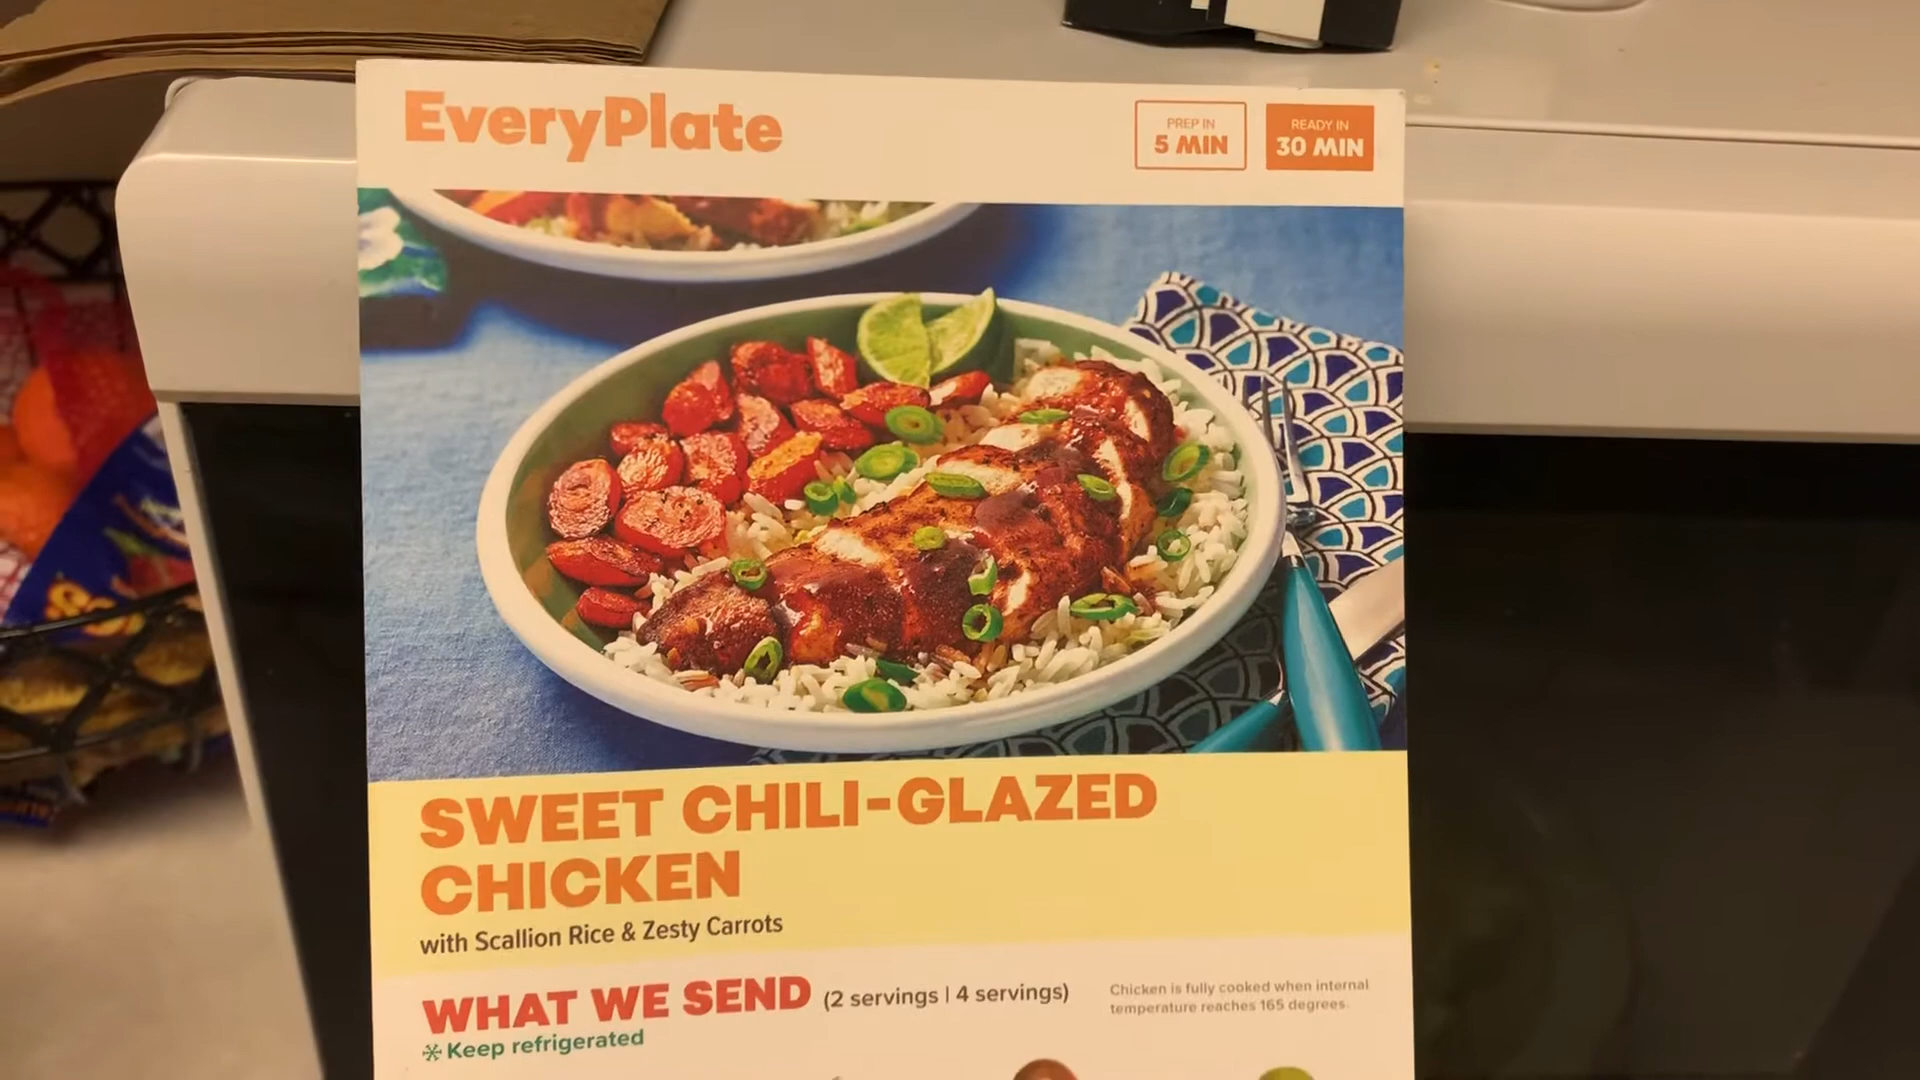 EveryPlate
PREP IN
5 MIN
READY IN
30 MIN
SWEET CHILI-GLAZED
CHICKEN
with Scallion Rice & Zesty Carrots
WHAT WE SEND (2 servings | 4 servings)
Keep refrigerated
Chicken is fully cooked when internal
temperature reaches 165 degrees.